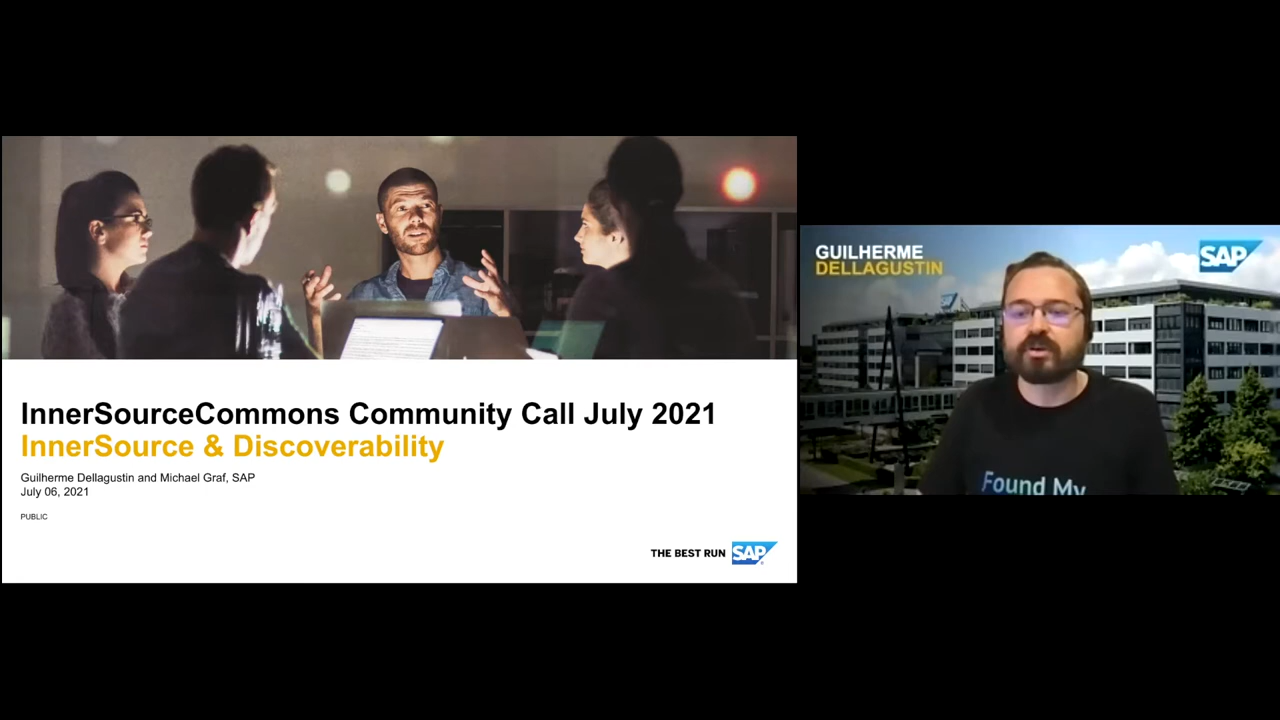 InnerSourceCommons Community Call July 2021
InnerSource & Discoverability
Guilherme Dellagustin and Michael Graf, SAP
July 06, 2021
PUBLIC
THE BEST RUN SAP
GUILHERME
DELLAGUSTIN
SAP
SAP
Found My